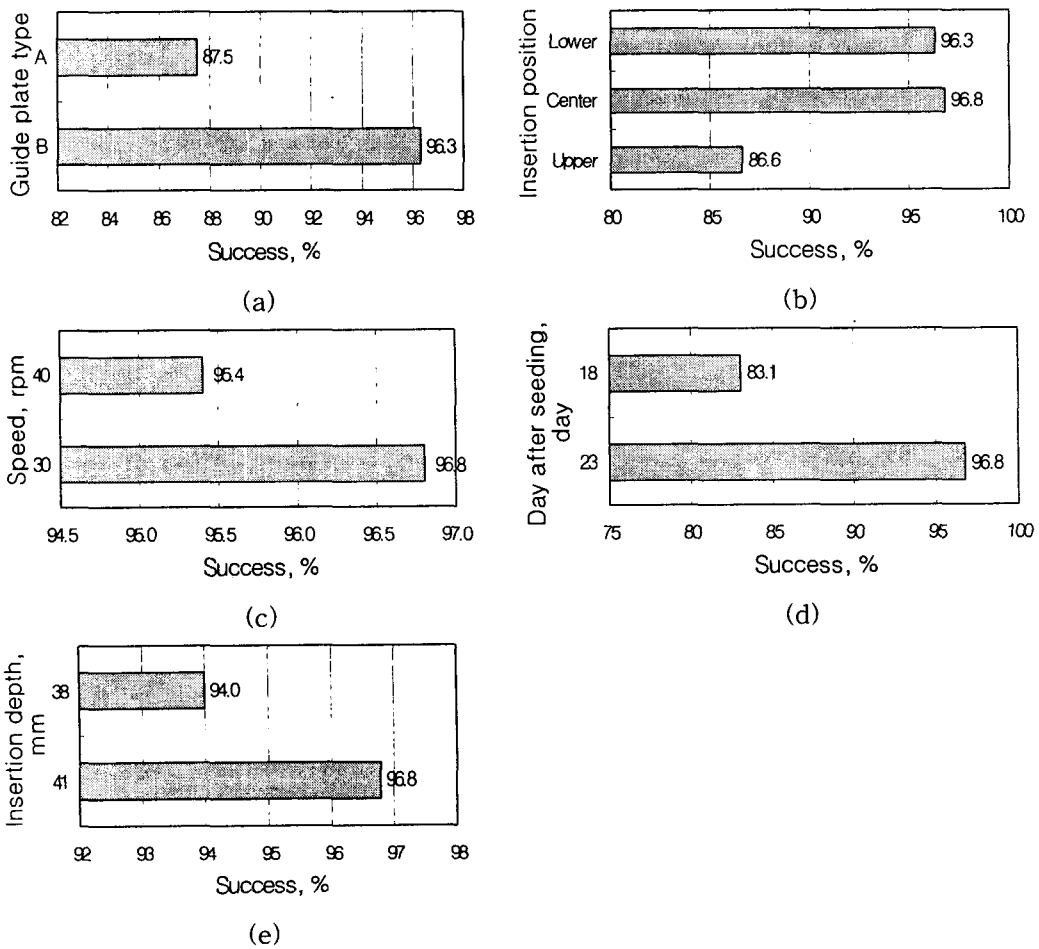 Guide plate type
A
87.5
B
96.3
82 84 86 88 90 92 94 96 98
Success, %
(a)
Insertion position
Lower
96.3
Center
96.8
Upper
86.6
80 85 90 95 100
Success, %
(b)
Speed, rpm
40
95.4
30
96.8
94.5 95.0 95.5 96.0 96.5 97.0
Success, %
(c)
Day after seeding,
day
18
83.1
23
96.8
75 80 85 90 95 100
Success, %
(d)
Insertion depth,
mm
38
94.0
41
96.8
92 93 94 95 96 97 98
Success, %
(e)